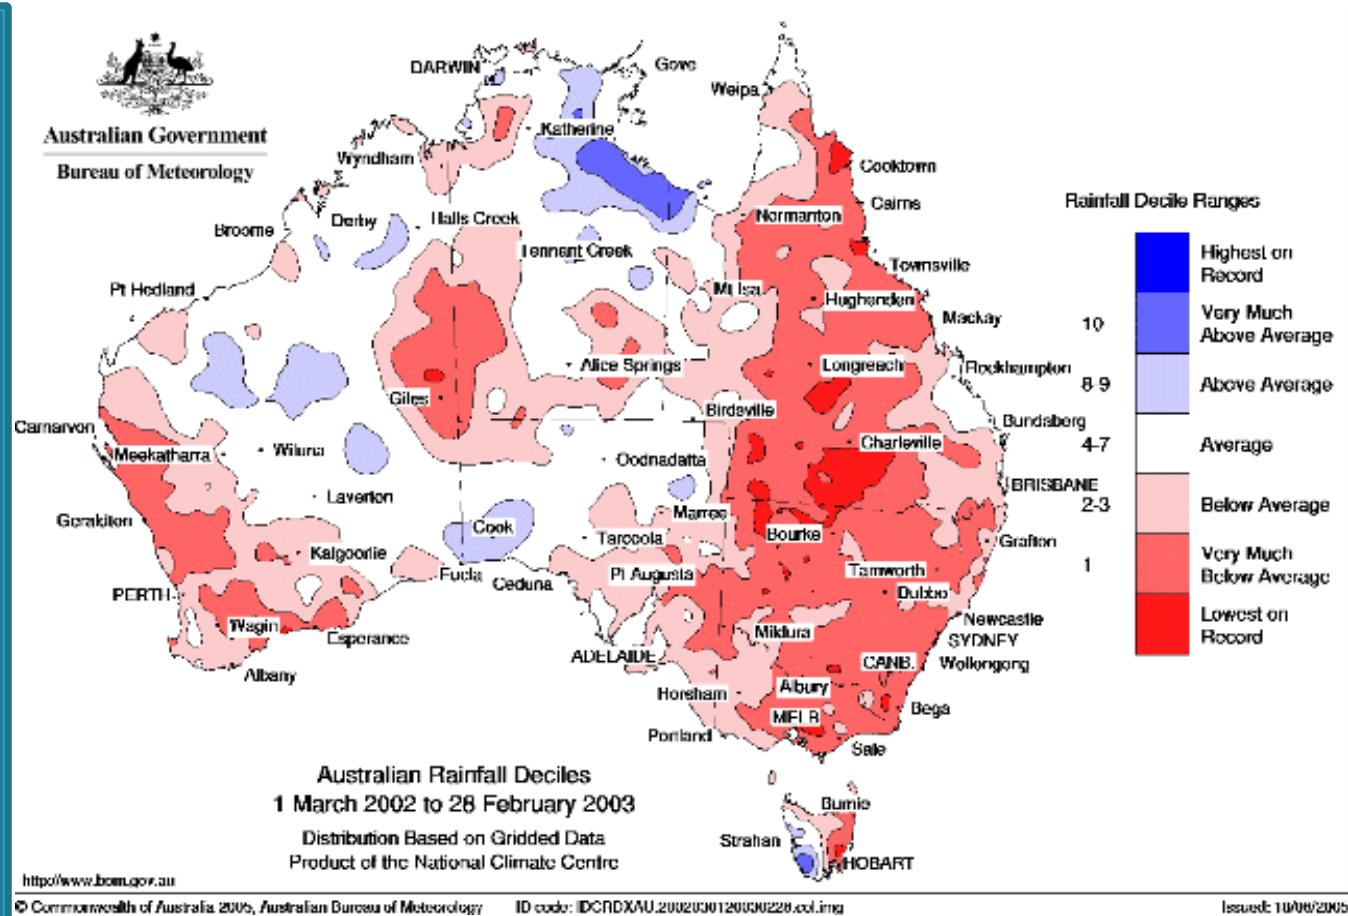 Australian Government
Bureau of Meteorology
DARWIN
Gove
Weipa
Katherine
Wyndham
Cooktown
Cairns
Normanton
Halls Creek
Derby
Broome
Tennant Creek
Townsville
Pt Hedland
Mt Isa
Hughenden
Mackay
Alice Springs
Longreach
Rockhampton
Giles
Birdsville
Bundaberg
Carnarvon
Charleville
Meekatharra
Wiluna
Oodnadatta
BRISBANE
Laverton
Marree
Geraldton
Cook
Bourke
Grafton
Tarcoola
Kalgoorlie
Eucla
Ceduna
Pt Augusta
Tamworth
Dubbo
PERTH
Newcastle
Wagin
Esperance
Mildura
SYDNEY
ADELAIDE
CANB.
Wollongong
Albany
Horsham
Albury
Bega
MELB
Portland
Sale
Burnie
Strahan
HOBART
Rainfall Decile Ranges
Highest on
Record
10
Very Much
Above Average
8-9
Above Average
4-7
Average
2-3
Below Average
1
Very Much
Below Average
Lowest on
Record
Australian Rainfall Deciles
1 March 2002 to 28 February 2003
Distribution Based on Gridded Data
Product of the National Climate Centre
http://www.bom.gov.au
© Commonwealth of Australia 2005, Australian Bureau of Meteorology
ID code: IDCRDXAU.2002030120030228.col.img
Issued: 10/06/2005